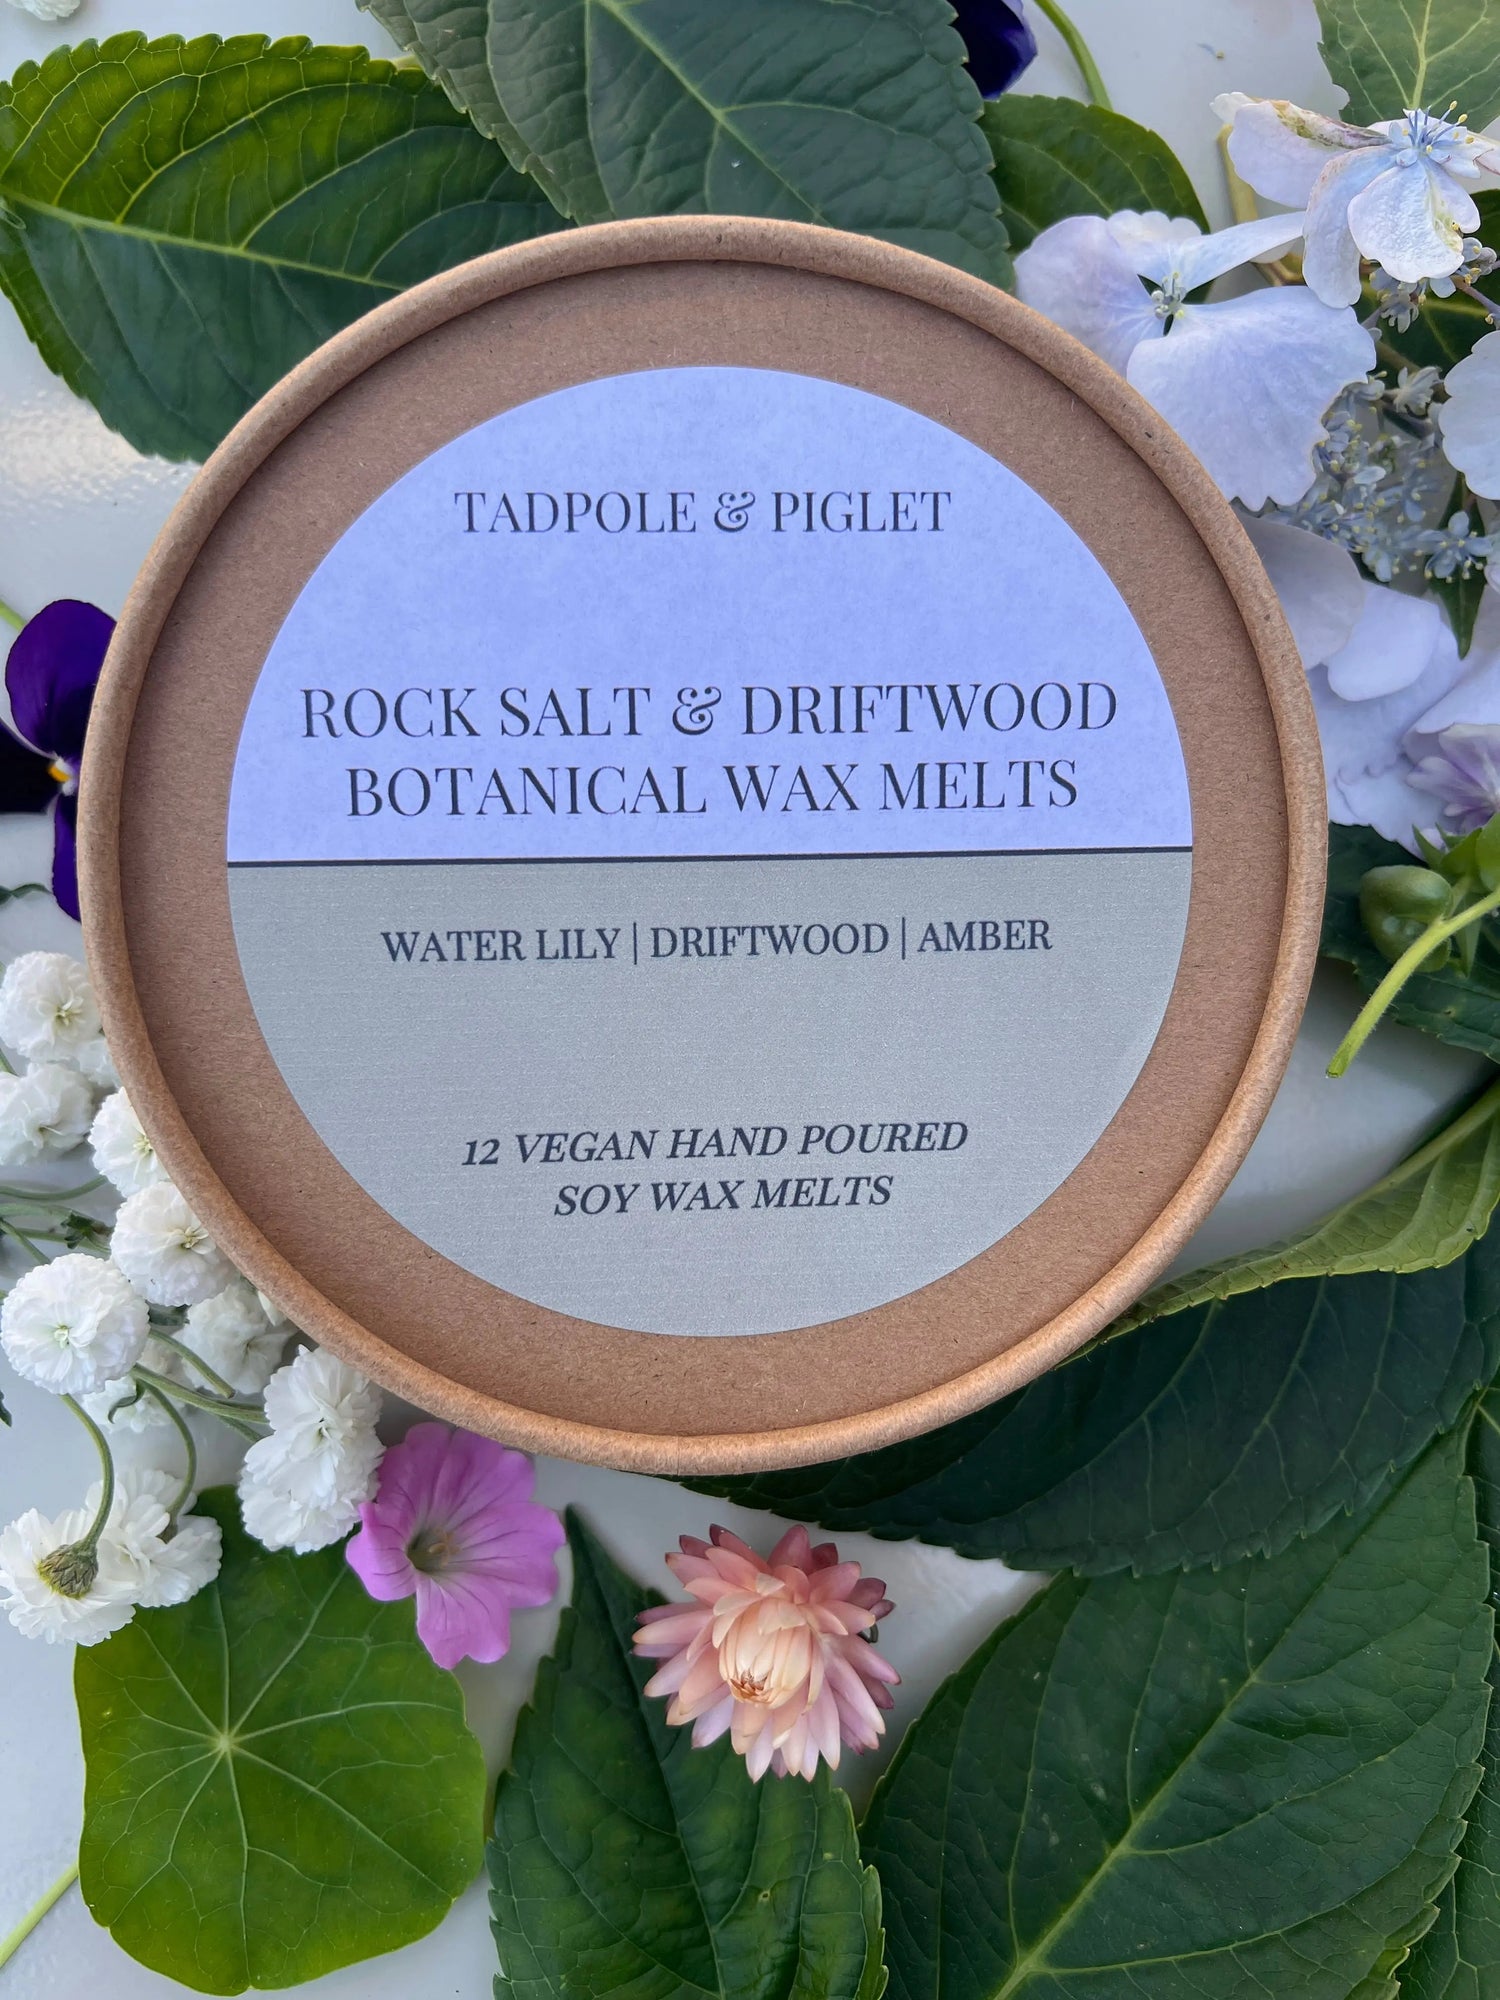 TADPOLE & PIGLET
ROCK SALT & DRIFTWOOD
BOTANICAL WAX MELTS
WATER LILY | DRIFTWOOD | AMBER
12 VEGAN HAND POURED
SOY WAX MELTS